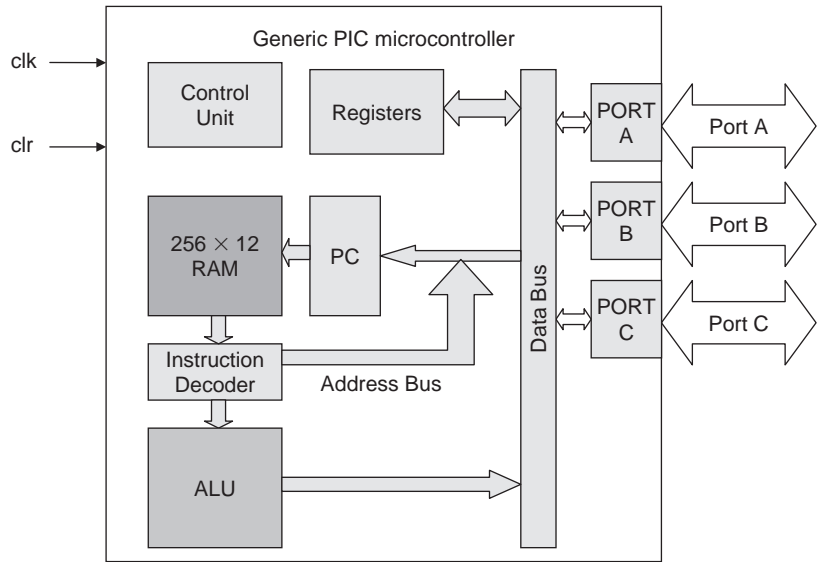 Generic PIC microcontroller
clk
clr
Control
Unit
Registers
PORT
A
Port A
256 × 12
RAM
PC
PORT
B
Port B
Data Bus
PORT
C
Port C
Instruction
Decoder
Address Bus
ALU